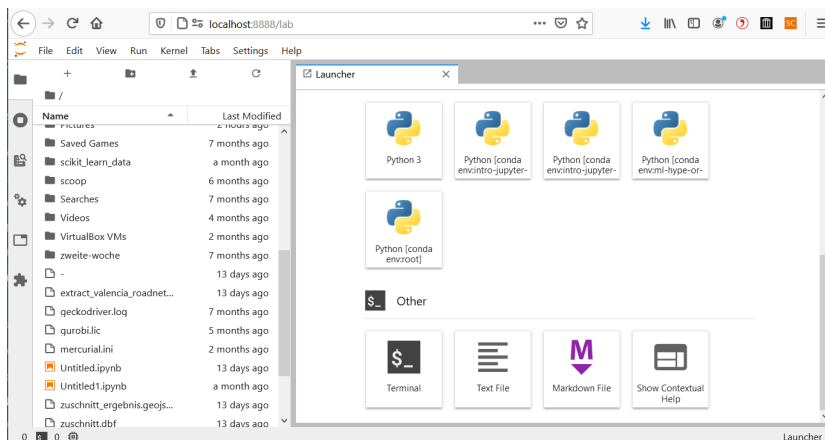 localhost:8888/lab
SC
File Edit View Run Kernel Tabs Settings Help
Launcher
/
Name Last Modified
Pictures 2 hours ago
Saved Games 7 months ago
scikit_learn_data a month ago
scoop 6 months ago
Searches 7 months ago
Videos 4 months ago
VirtualBox VMs 2 months ago
zweite-woche 7 months ago
- 13 days ago
extract_valencia_roadnet... 13 days ago
geckodriver.log 7 months ago
gurobi.lic 5 months ago
mercurial.ini 2 months ago
Untitled.ipynb 13 days ago
Untitled1.ipynb a month ago
zuschnitt_ergebnis.geojs... 13 days ago
zuschnitt.dbf 13 days ago
Python 3
Python [conda
env:intro-jupyter-
Python [conda
env:intro-jupyter-
Python [conda
env:ml-hype-or-
Python [conda
env:root]
$_ Other
$_
Terminal
Text File
M
Markdown File
Show Contextual
Help
0 $_ 0 Launcher